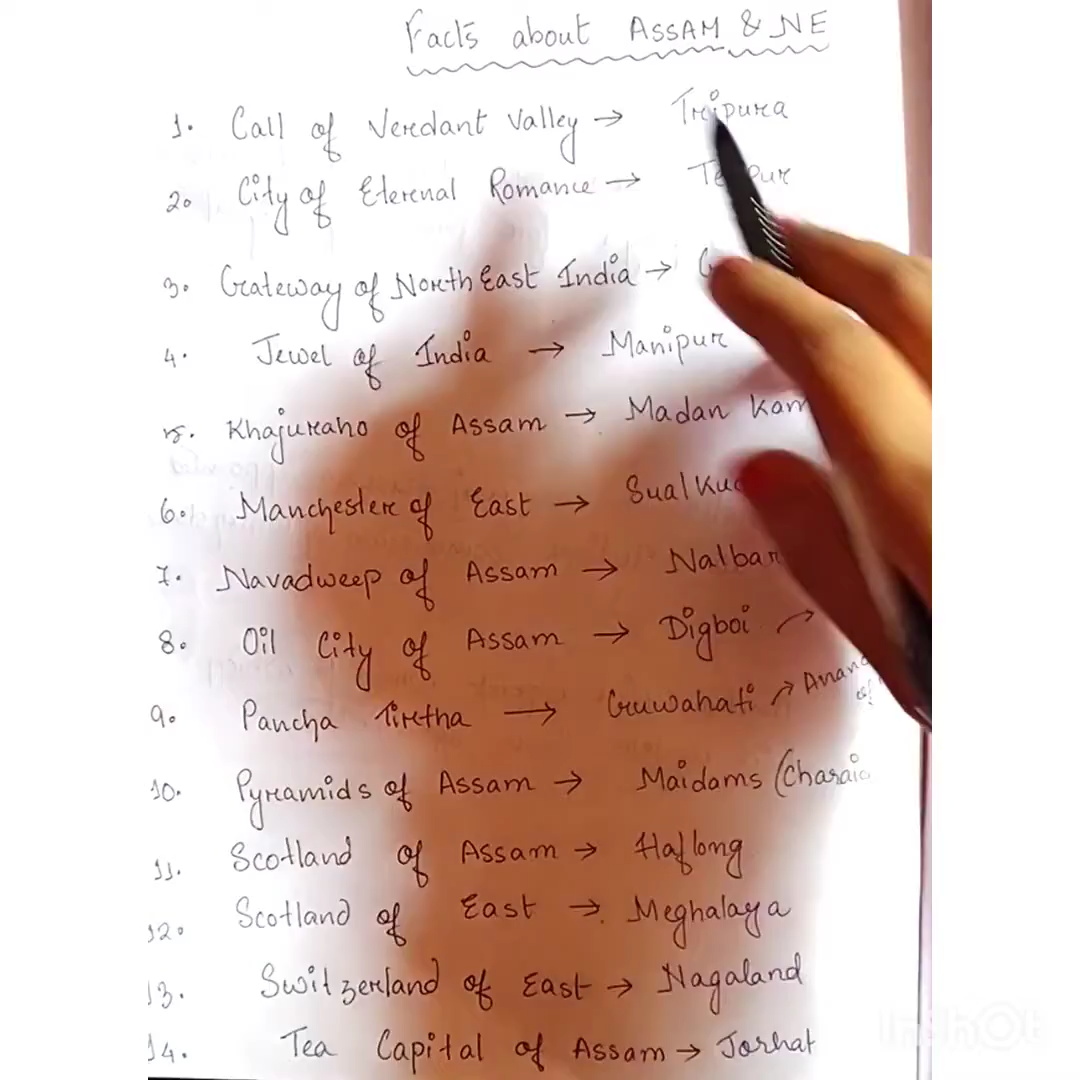 Facts about ASSAM & NE
1. Call of Verdant Valley → Tripura
2. City of Eternal Romance →
3. Gateway of North East India →
4. Jewel of India → Manipur
5. Khajuraho of Assam → Madan
6. Manchester of East →
7. Navadweep of Assam →
8. Oil City of Assam → Digboi →
9. Pancha Tirtha → Guwahati →
10. Pyramids of Assam → Maidams
11. Scotland of Assam → Haflong
12. Scotland of East → Meghalaya
13. Switzerland of East → Nagaland
14. Tea Capital of Assam → Jorhat
InShOt